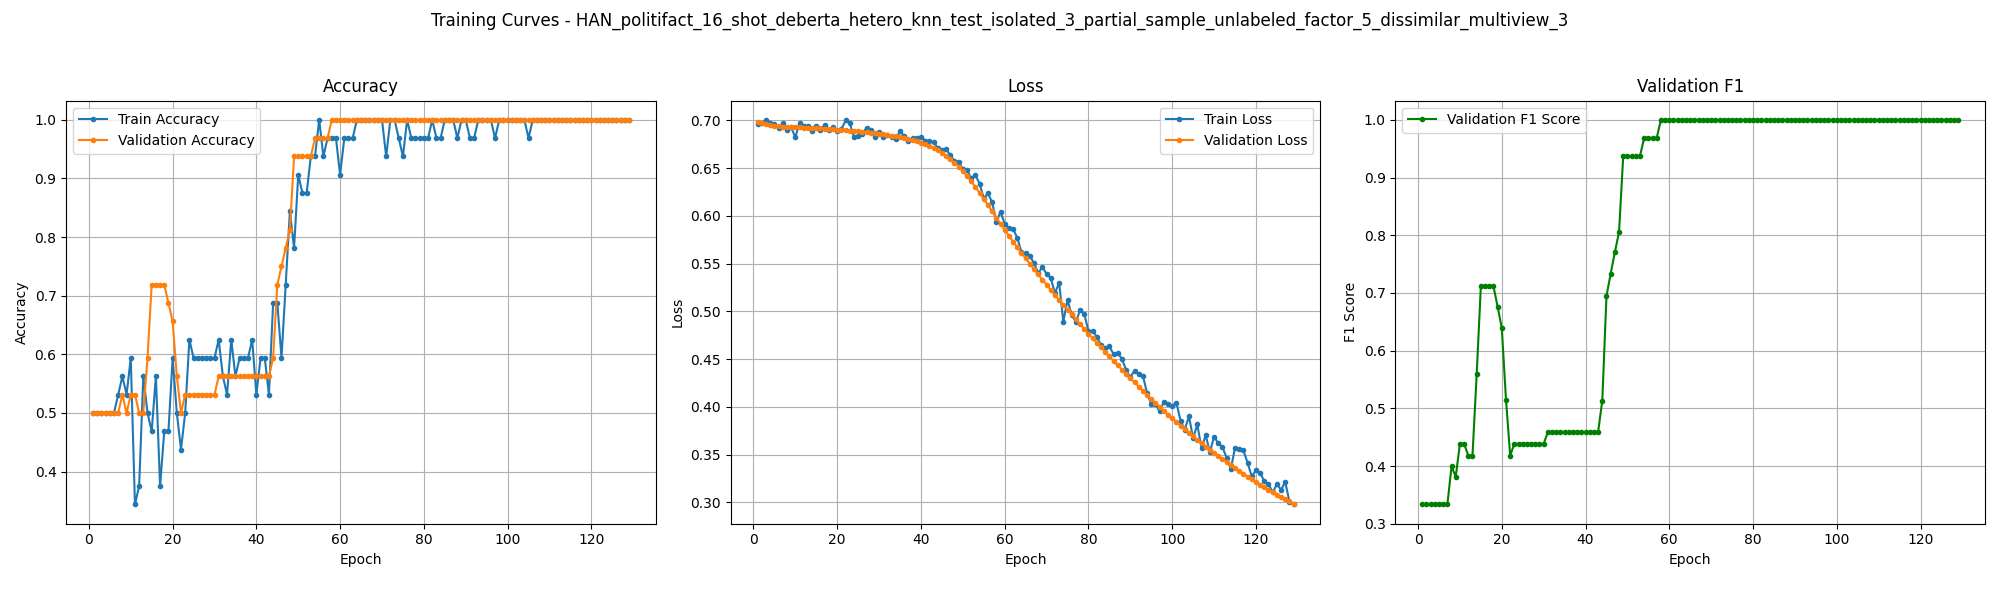 Training Curves - HAN_politifact_16_shot_deberta_hetero_knn_test_isolated_3_partial_sample_unlabeled_factor_5_dissimilar_multiview_3
Accuracy
Train Accuracy
Validation Accuracy
1.0
0.9
0.8
0.7
0.6
0.5
0.4
Accuracy
0 20 40 60 80 100 120
Epoch
Loss
Train Loss
Validation Loss
0.70
0.65
0.60
0.55
0.50
0.45
0.40
0.35
0.30
Loss
0 20 40 60 80 100 120
Epoch
Validation F1
Validation F1 Score
1.0
0.9
0.8
0.7
0.6
0.5
0.4
0.3
F1 Score
0 20 40 60 80 100 120
Epoch